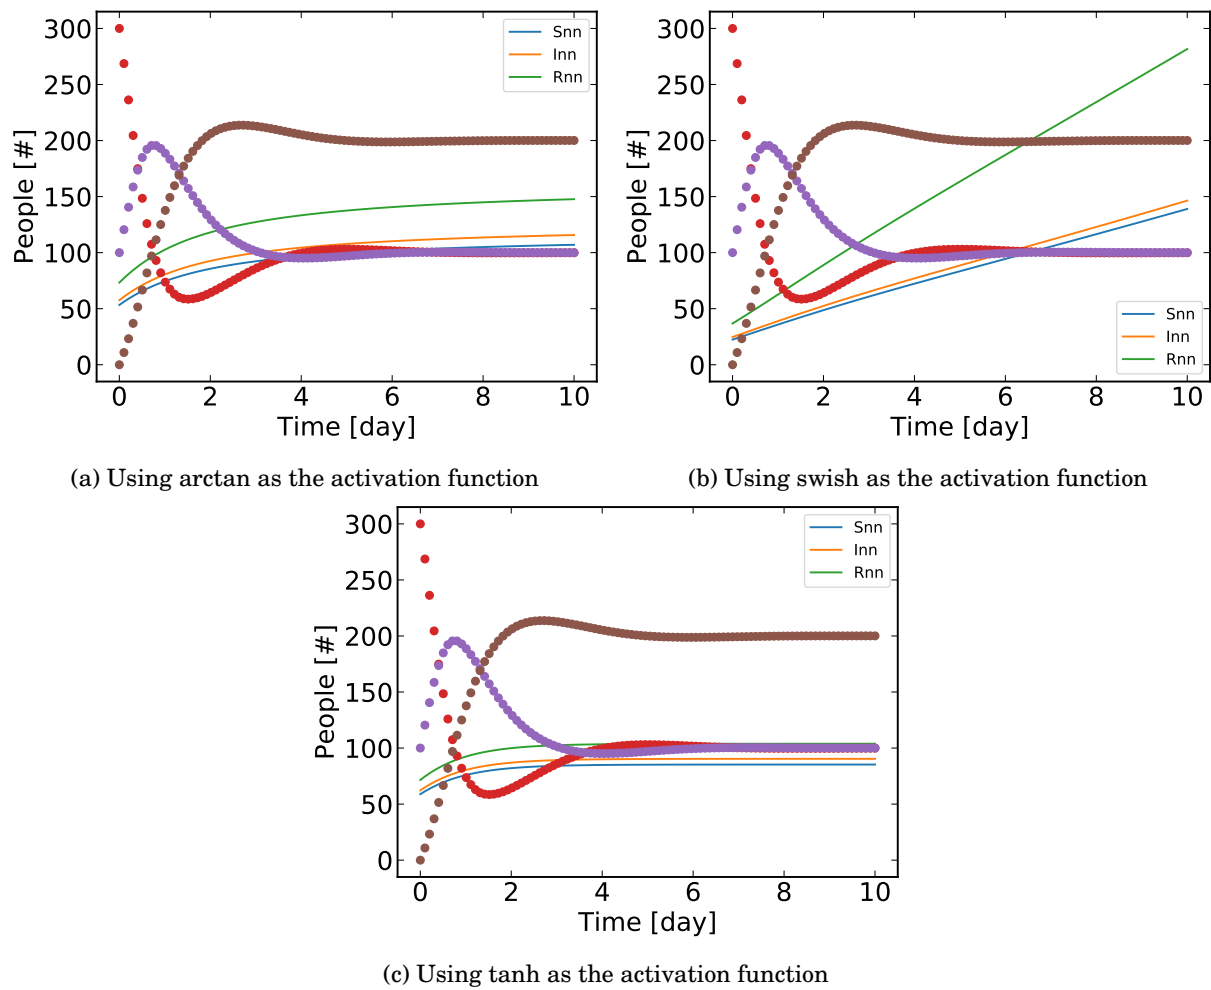 300
250
200
150
100
50
0
People [#]
0 2 4 6 8 10
Time [day]
Snn
Inn
Rnn
(a) Using arctan as the activation function
300
250
200
150
100
50
0
People [#]
0 2 4 6 8 10
Time [day]
Snn
Inn
Rnn
(b) Using swish as the activation function
300
250
200
150
100
50
0
People [#]
0 2 4 6 8 10
Time [day]
Snn
Inn
Rnn
(c) Using tanh as the activation function